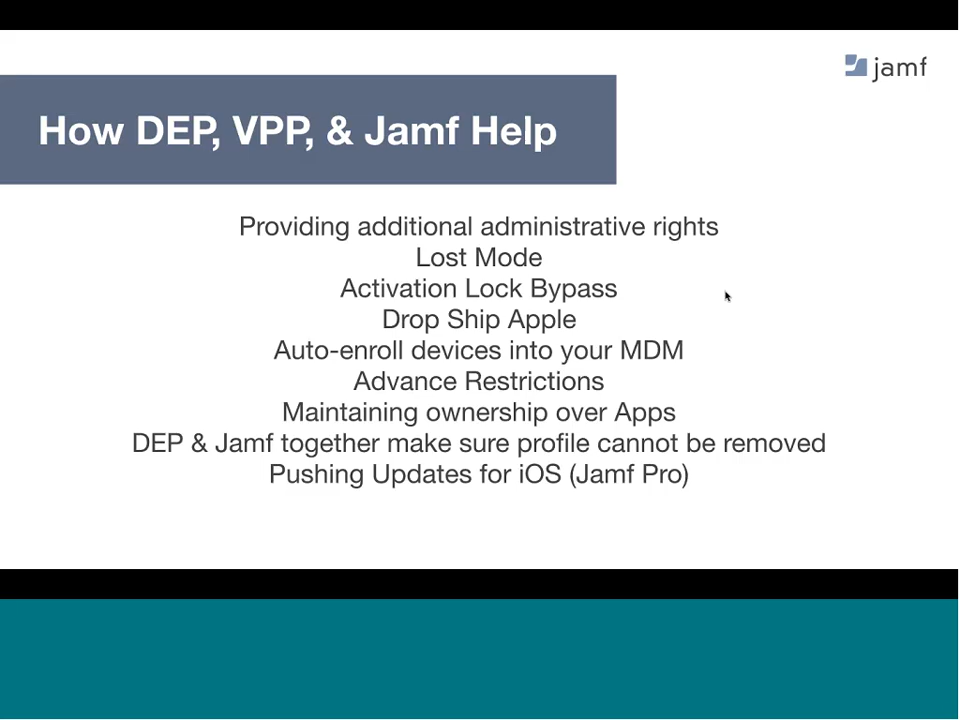 jamf
How DEP, VPP, & Jamf Help
Providing additional administrative rights
Lost Mode
Activation Lock Bypass
Drop Ship Apple
Auto-enroll devices into your MDM
Advance Restrictions
Maintaining ownership over Apps
DEP & Jamf together make sure profile cannot be removed
Pushing Updates for iOS (Jamf Pro)